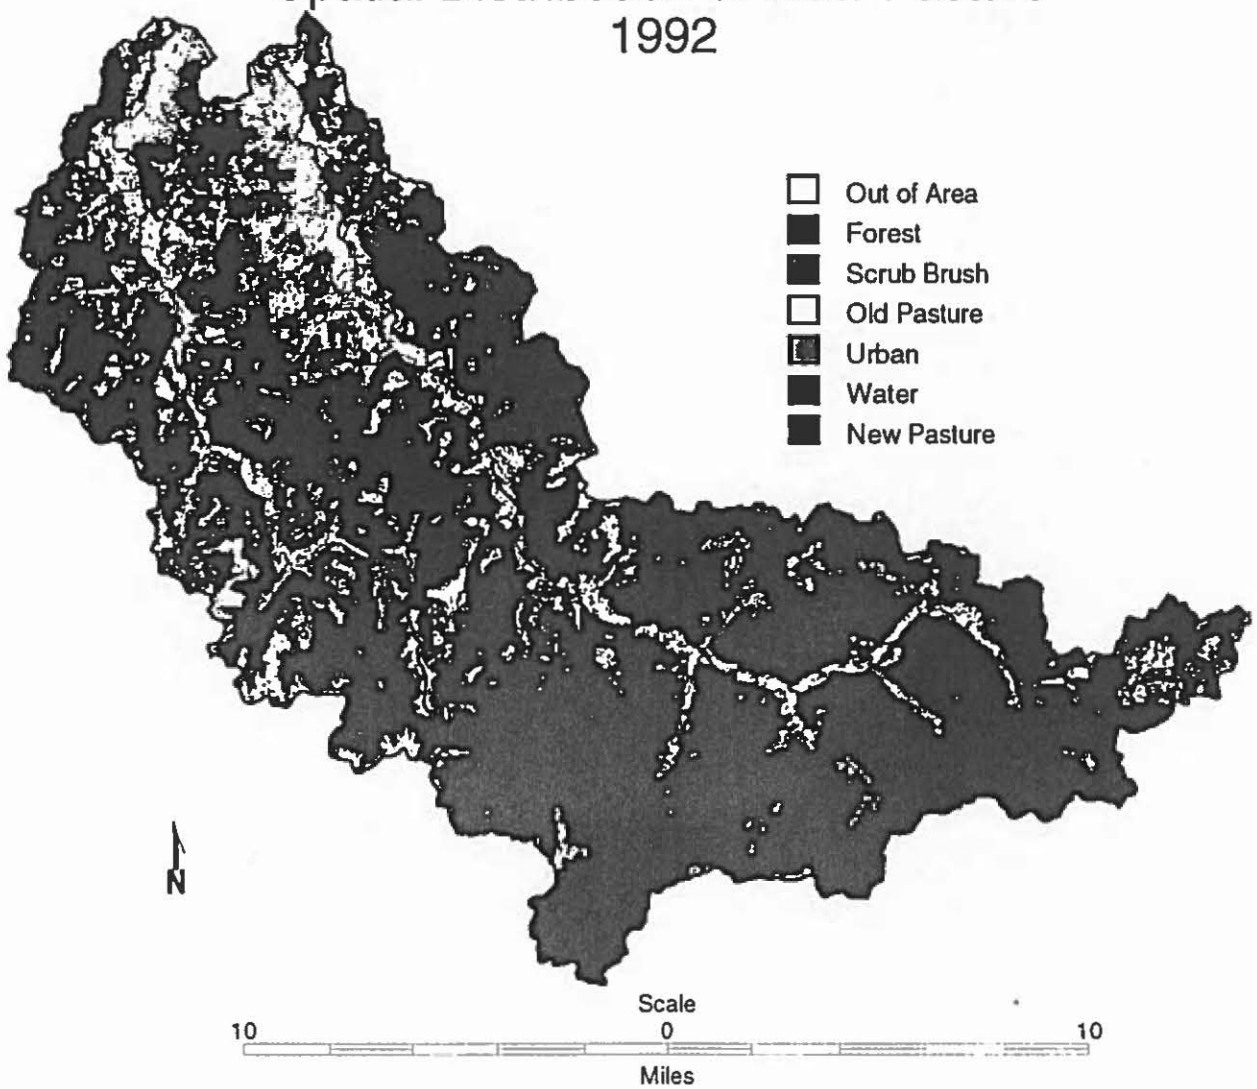 1992
Out of Area
Forest
Scrub Brush
Old Pasture
Urban
Water
New Pasture
N
Scale
10 0 10
Miles